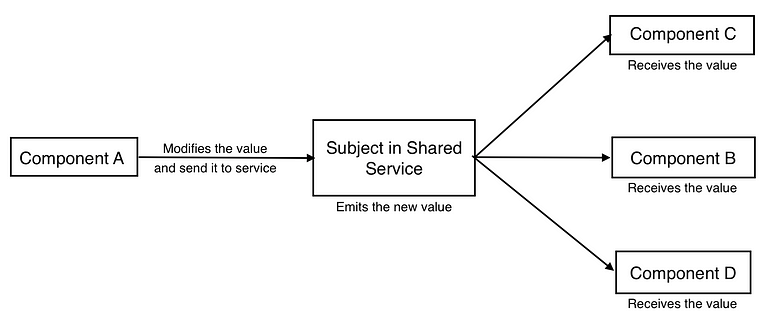 Component A
Modifies the value
and send it to service
Subject in Shared
Service
Emits the new value
Component C
Receives the value
Component B
Receives the value
Component D
Receives the value